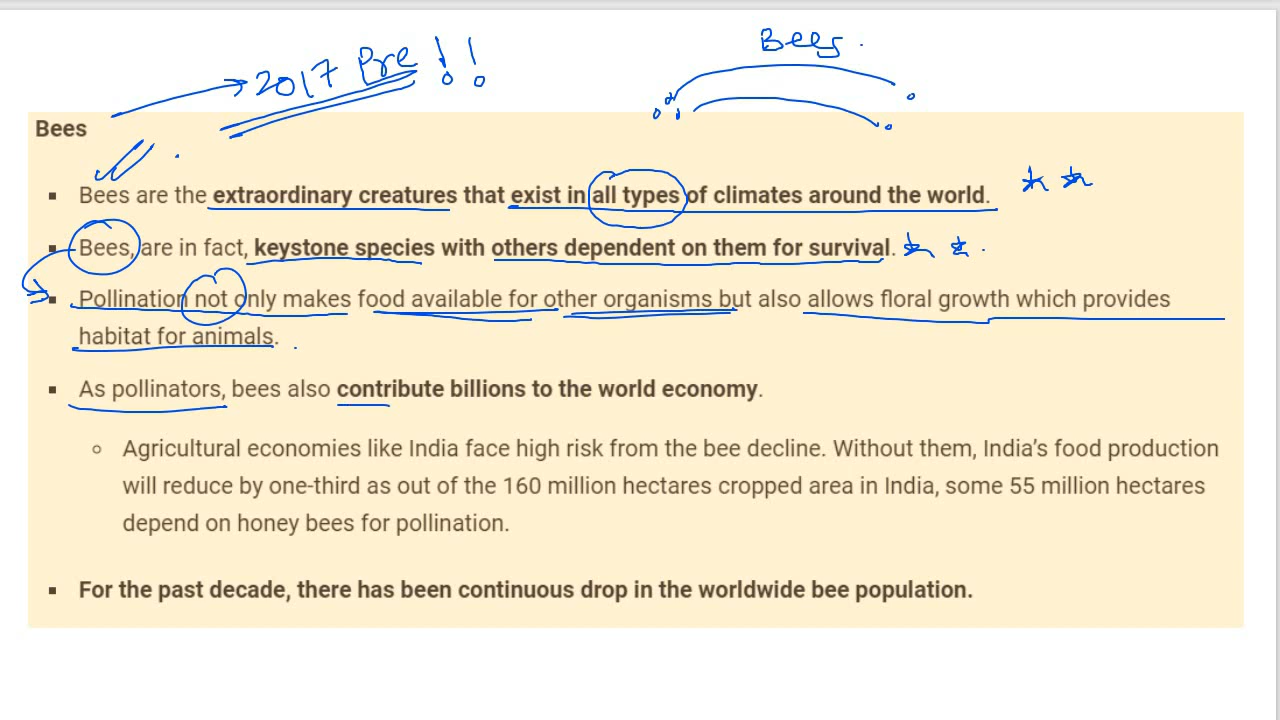 2017 Pre !!
Bees.
Bees
▪ Bees are the extraordinary creatures that exist in all types of climates around the world.
▪ Bees, are in fact, keystone species with others dependent on them for survival.
▪ Pollination not only makes food available for other organisms but also allows floral growth which provides
habitat for animals.
▪ As pollinators, bees also contribute billions to the world economy.
○ Agricultural economies like India face high risk from the bee decline. Without them, India’s food production
will reduce by one-third as out of the 160 million hectares cropped area in India, some 55 million hectares
depend on honey bees for pollination.
▪ For the past decade, there has been continuous drop in the worldwide bee population.